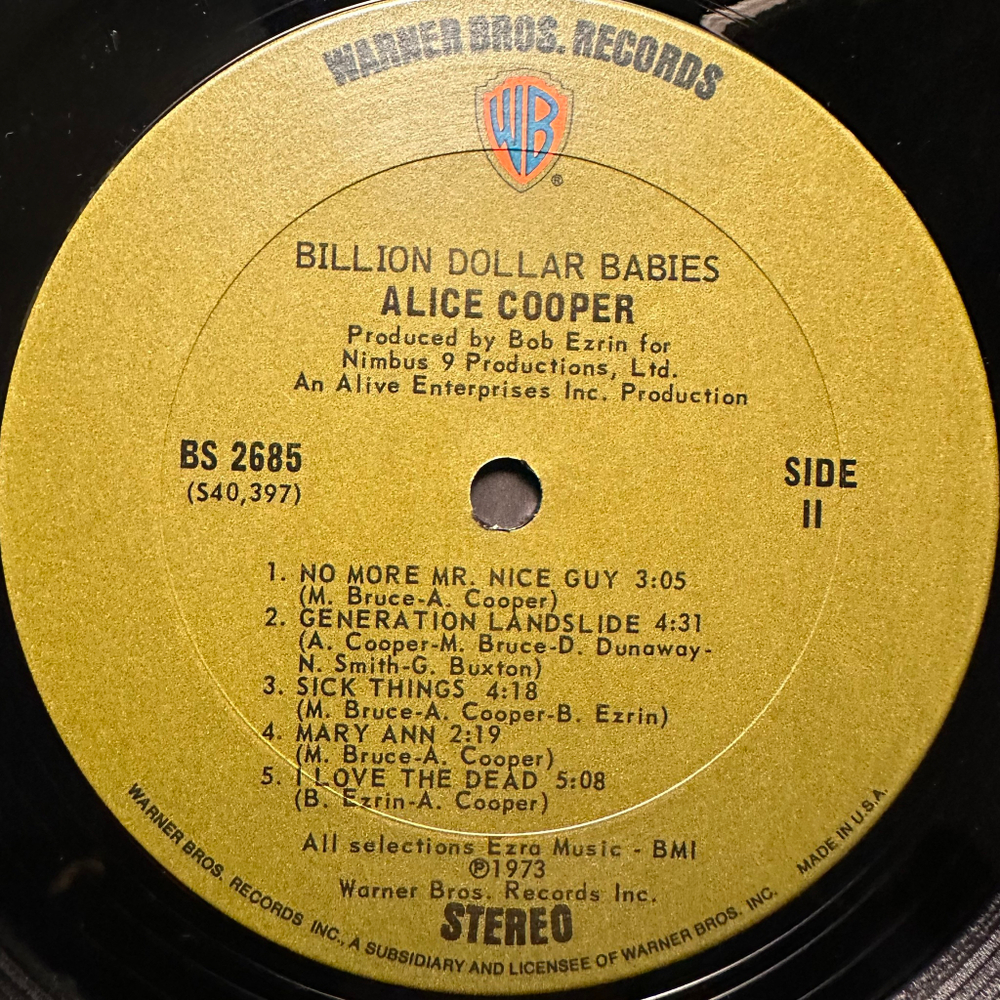 WARNER BROS. RECORDS
WB
®
BILLION DOLLAR BABIES
ALICE COOPER
Produced by Bob Ezrin for
Nimbus 9 Productions, Ltd.
An Alive Enterprises Inc. Production
BS 2685
(S40,397)
SIDE
II
1. NO MORE MR. NICE GUY 3:05
(M. Bruce-A. Cooper)
2. GENERATION LANDSLIDE 4:31
(A. Cooper-M. Bruce-D. Dunaway-
N. Smith-G. Buxton)
3. SICK THINGS 4:18
(M. Bruce-A. Cooper-B. Ezrin)
4. MARY ANN 2:19
(M. Bruce-A. Cooper)
5. I LOVE THE DEAD 5:08
(B. Ezrin-A. Cooper)
All selections Ezra Music - BMI
℗1973
Warner Bros. Records Inc.
STEREO
WARNER BROS. RECORDS INC., A SUBSIDIARY AND LICENSEE OF WARNER BROS. INC. MADE IN U.S.A.